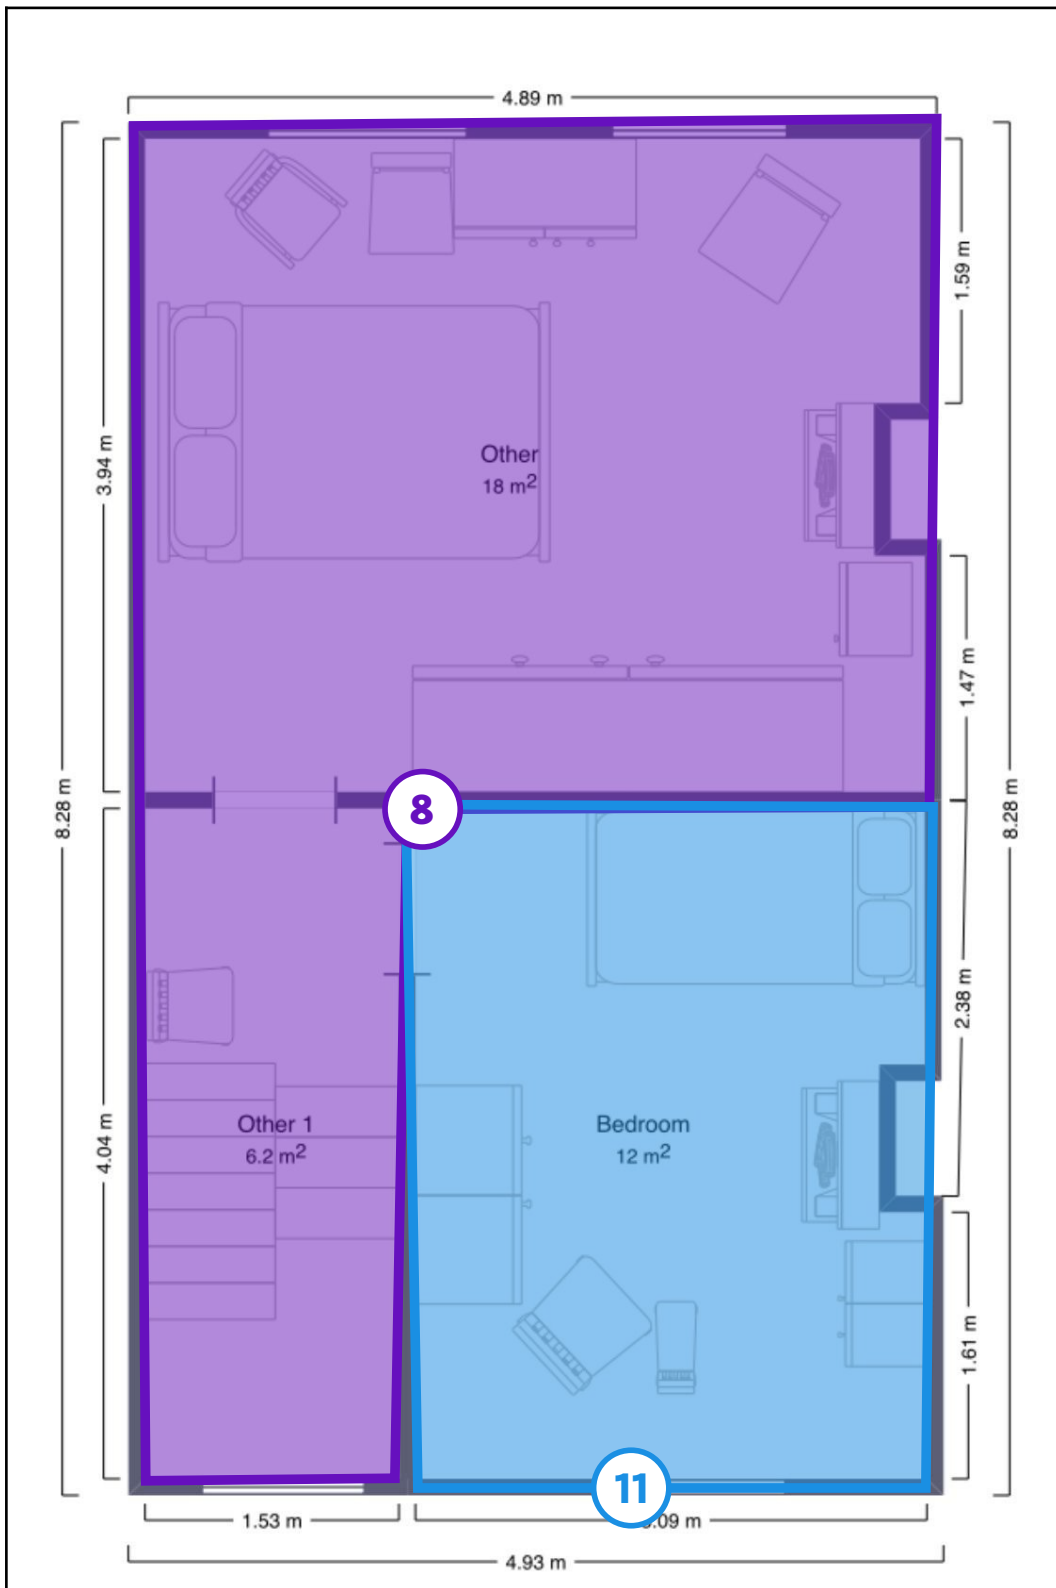 4.89 m
1.59 m
3.94 m
Other
18 m²
1.47 m
8.28 m
8.28 m
8
2.38 m
4.04 m
Other 1
6.2 m²
Bedroom
12 m²
1.61 m
11
1.53 m
.09 m
4.93 m